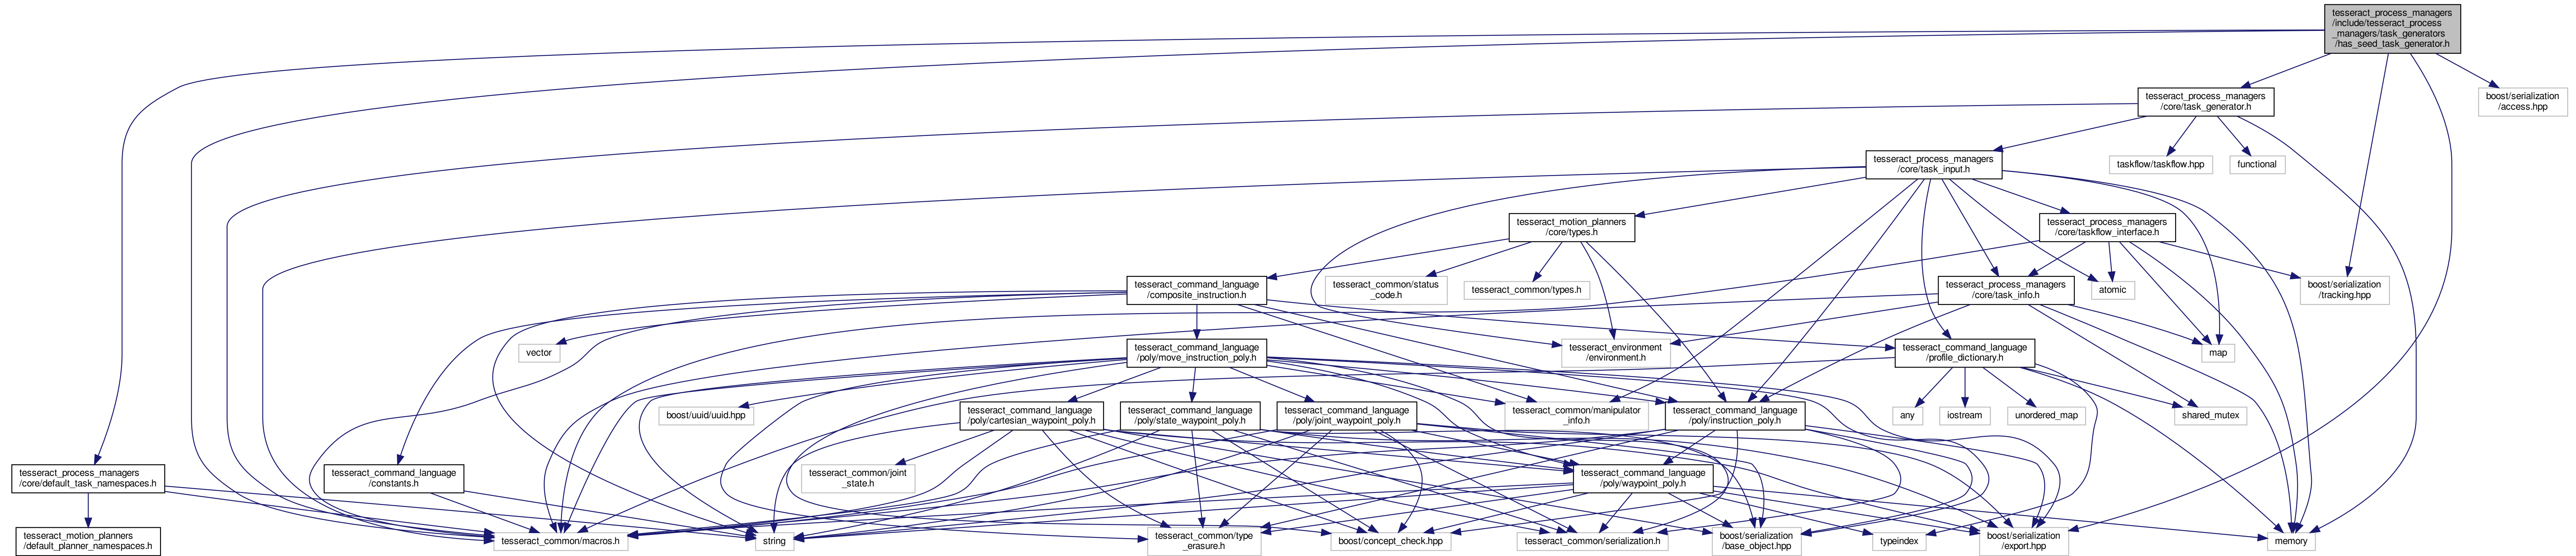 tesseract_process_managers
/include/tesseract_process
_managers/task_generators
/has_seed_task_generator.h
tesseract_process_managers
/core/task_generator.h
boost/serialization
/access.hpp
tesseract_process_managers
/core/task_input.h
taskflow/taskflow.hpp
functional
tesseract_motion_planners
/core/types.h
tesseract_process_managers
/core/taskflow_interface.h
tesseract_command_language
/composite_instruction.h
tesseract_common/status
_code.h
tesseract_common/types.h
tesseract_process_managers
/core/task_info.h
atomic
boost/serialization
/tracking.hpp
vector
tesseract_command_language
/poly/move_instruction_poly.h
tesseract_environment
/environment.h
tesseract_command_language
/profile_dictionary.h
map
boost/uuid/uuid.hpp
tesseract_command_language
/poly/cartesian_waypoint_poly.h
tesseract_command_language
/poly/state_waypoint_poly.h
tesseract_command_language
/poly/joint_waypoint_poly.h
tesseract_common/manipulator
_info.h
tesseract_command_language
/poly/instruction_poly.h
any
iostream
unordered_map
shared_mutex
tesseract_process_managers
/core/default_task_namespaces.h
tesseract_command_language
/constants.h
tesseract_common/joint
_state.h
tesseract_command_language
/poly/waypoint_poly.h
tesseract_motion_planners
/default_planner_namespaces.h
tesseract_common/macros.h
string
tesseract_common/type
_erasure.h
boost/concept_check.hpp
tesseract_common/serialization.h
boost/serialization
/base_object.hpp
typeindex
boost/serialization
/export.hpp
memory